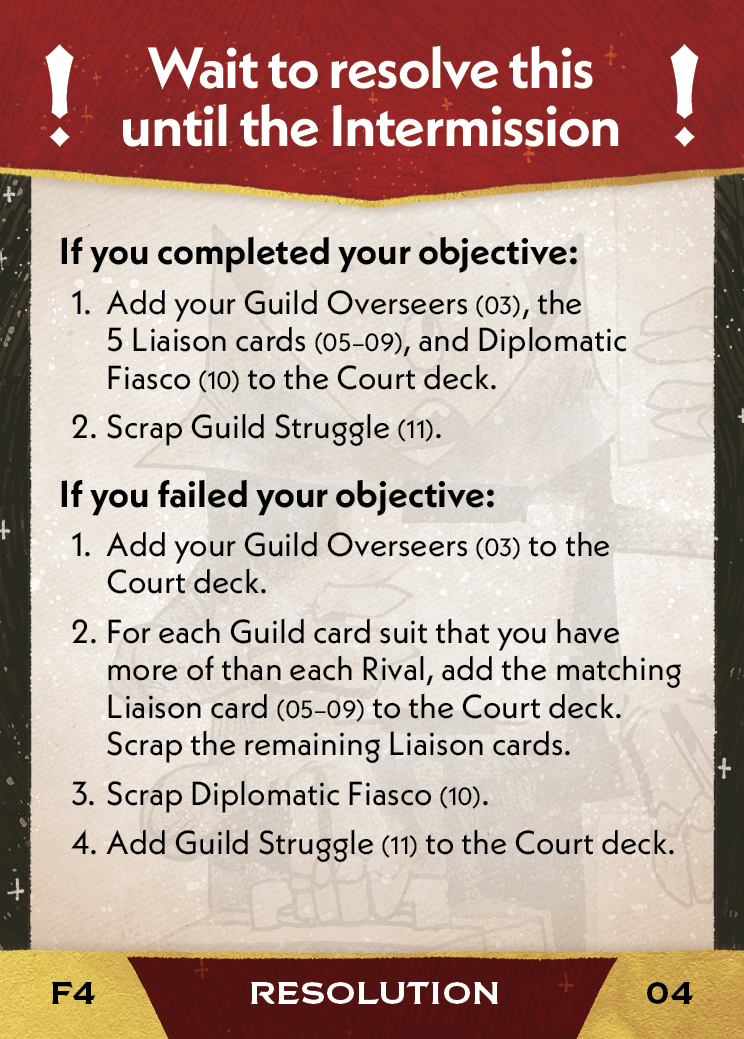 Wait to resolve this
until the Intermission
! !
If you completed your objective:
1. Add your Guild Overseers (03), the
5 Liaison cards (05–09), and Diplomatic
Fiasco (10) to the Court deck.
2. Scrap Guild Struggle (11).
If you failed your objective:
1. Add your Guild Overseers (03) to the
Court deck.
2. For each Guild card suit that you have
more of than each Rival, add the matching
Liaison card (05–09) to the Court deck.
Scrap the remaining Liaison cards.
3. Scrap Diplomatic Fiasco (10).
4. Add Guild Struggle (11) to the Court deck.
F4 RESOLUTION 04